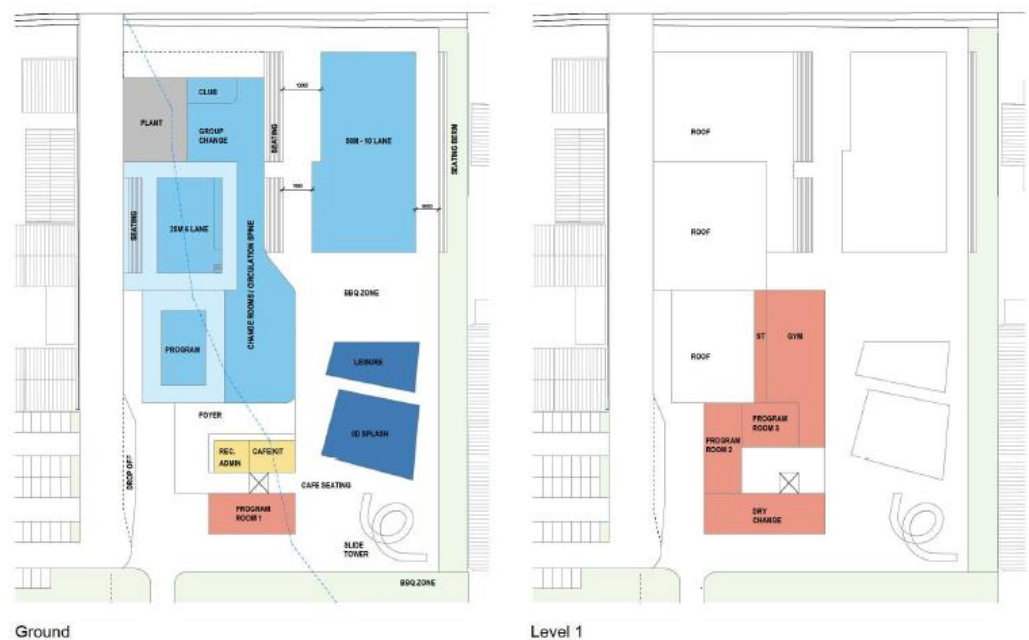 CLUB
PLANT
GROUP
CHANGE
SEATING
50M - 10 LANE
SEATING BERM
SEATING
25M 6 LANE
CHANGE ROOMS / CIRCULATION SPINE
BBQ ZONE
PROGRAM
LEISURE
FOYER
SPLASH
REC.
ADMIN
CAFE/KIT
DROP OFF
CAFE SEATING
PROGRAM
ROOM 1
SLIDE
TOWER
BBQ ZONE
Ground
ROOF
ROOF
ROOF
ST
GYM
PROGRAM
ROOM 3
PROGRAM
ROOM 2
DRY
CHANGE
Level 1